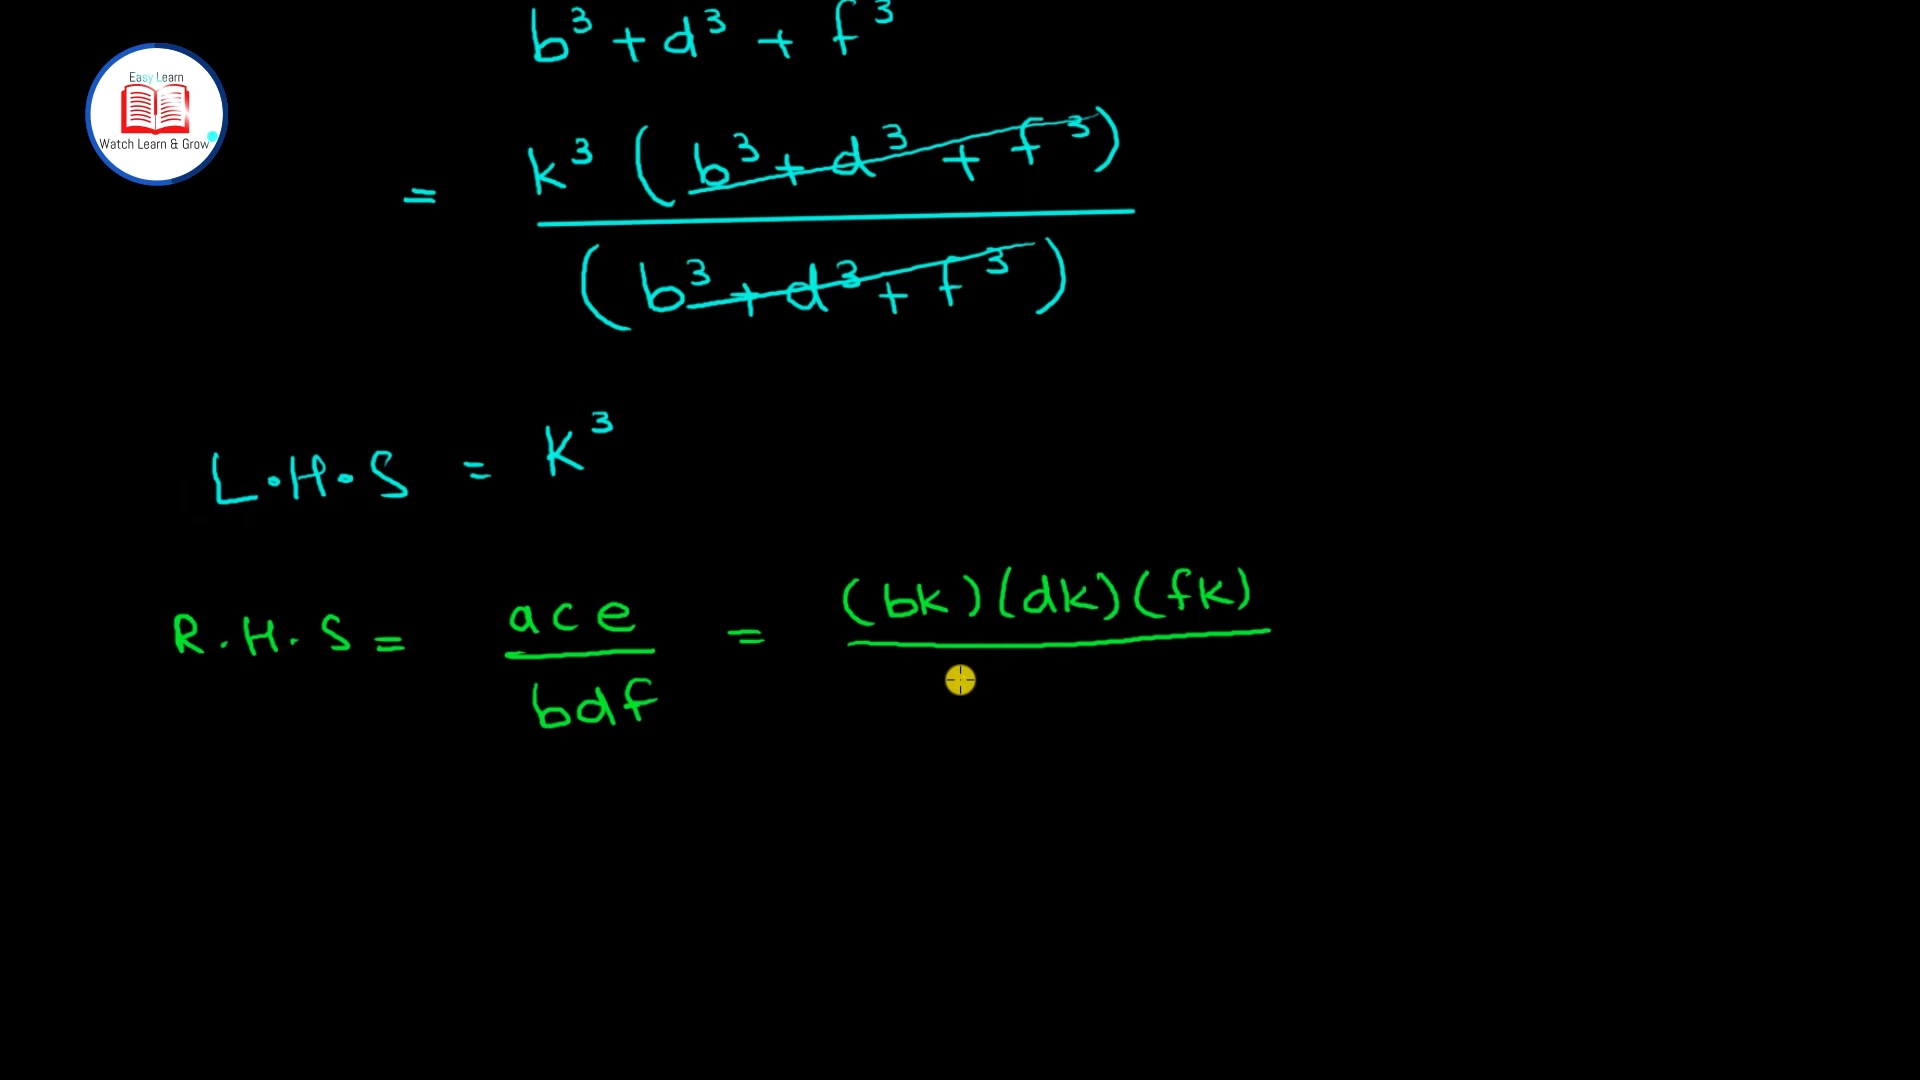 b³ + d³ + f³
Easy Learn
Watch Learn & Grow
= k³ (b³ + d³ + f³)
(b³ + d³ + f³)
L.H.S = k³
R.H.S = ace = (bk)(dk)(fk)
bdf